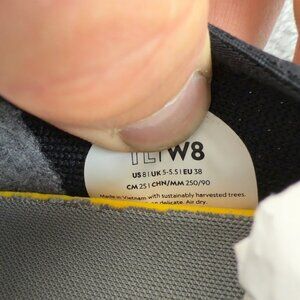 W8
US 8 | UK 5-5.5 | EU 38
CM 25 | CHN/MM 250/90
Made in Vietnam with sustainably harvested trees.
on delicate. Air dry.